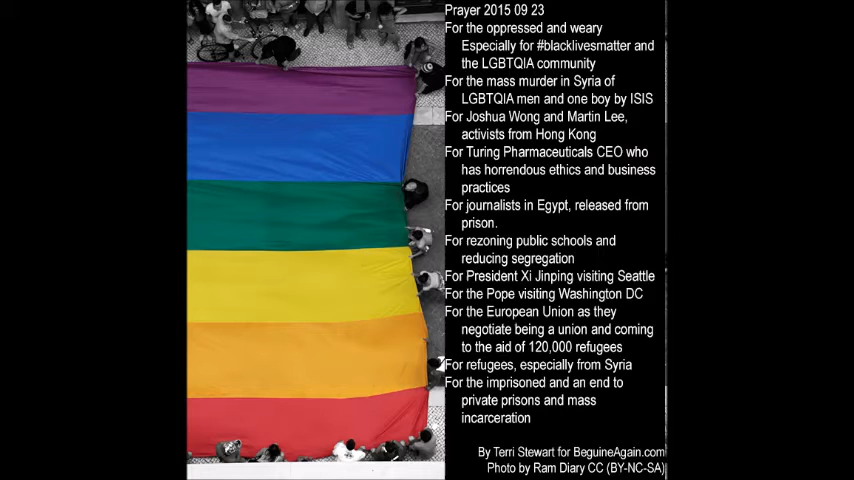 Prayer 2015 09 23
For the oppressed and weary
Especially for #blacklivesmatter and
the LGBTQIA community
For the mass murder in Syria of
LGBTQIA men and one boy by ISIS
For Joshua Wong and Martin Lee,
activists from Hong Kong
For Turing Pharmaceuticals CEO who
has horrendous ethics and business
practices
For journalists in Egypt, released from
prison.
For rezoning public schools and
reducing segregation
For President Xi Jinping visiting Seattle
For the Pope visiting Washington DC
For the European Union as they
negotiate being a union and coming
to the aid of 120,000 refugees
For refugees, especially from Syria
For the imprisoned and an end to
private prisons and mass
incarceration
By Terri Stewart for BeguineAgain.com
Photo by Ram Diary CC (BY-NC-SA)